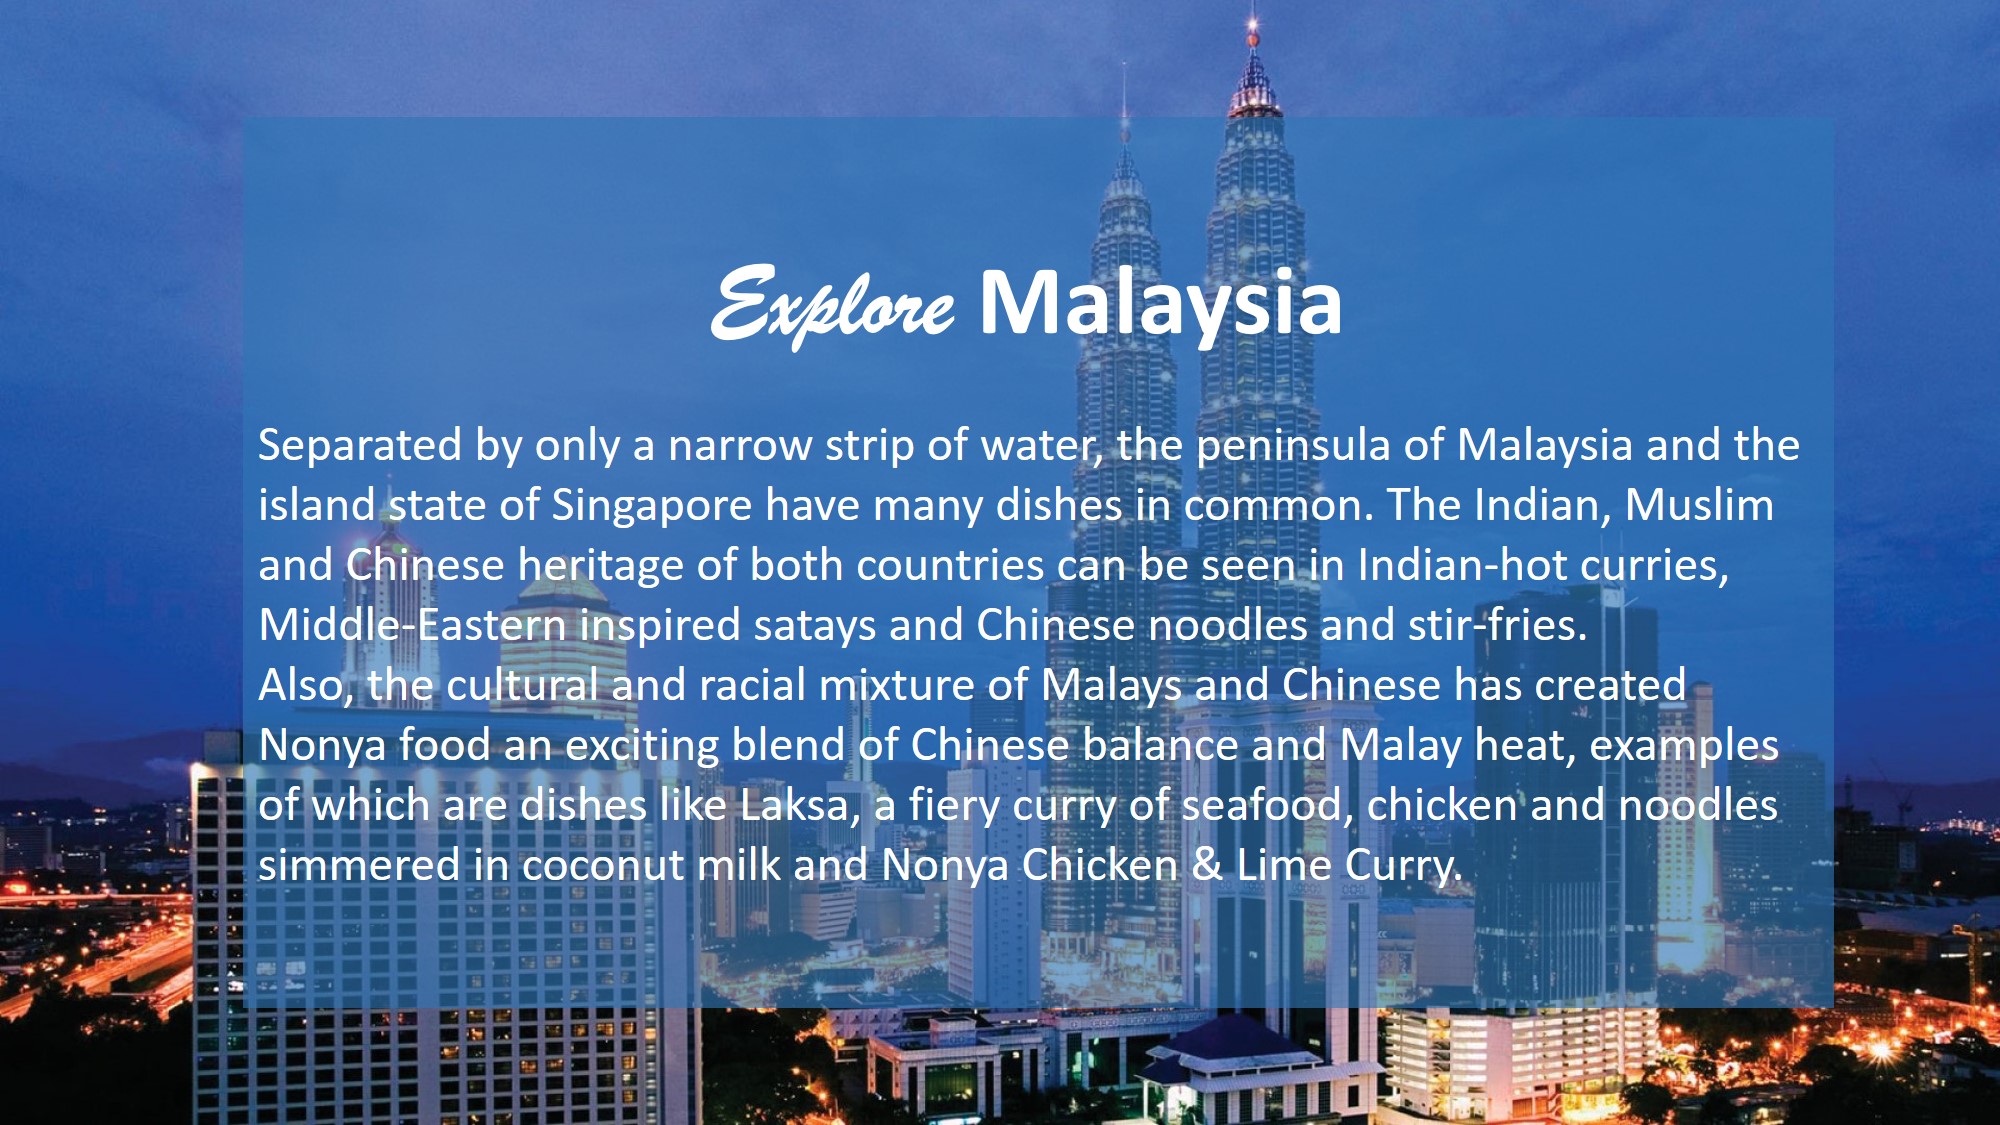 Explore Malaysia
Separated by only a narrow strip of water, the peninsula of Malaysia and the
island state of Singapore have many dishes in common. The Indian, Muslim
and Chinese heritage of both countries can be seen in Indian-hot curries,
Middle-Eastern inspired satays and Chinese noodles and stir-fries.
Also, the cultural and racial mixture of Malays and Chinese has created
Nonya food an exciting blend of Chinese balance and Malay heat, examples
of which are dishes like Laksa, a fiery curry of seafood, chicken and noodles
simmered in coconut milk and Nonya Chicken & Lime Curry.